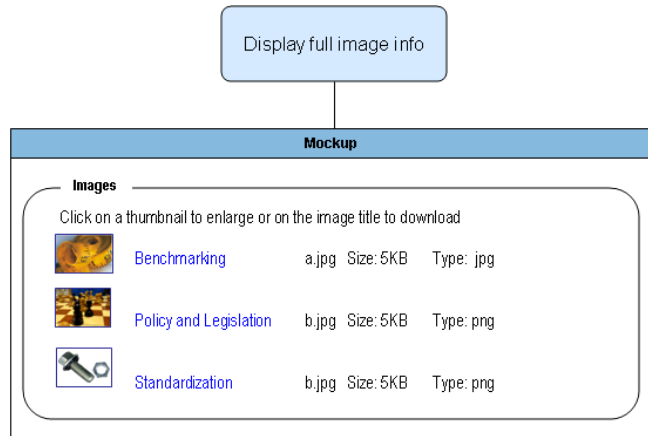 Display full image info
Mockup
Images
Click on a thumbnail to enlarge or on the image title to download
Benchmarking a.jpg Size: 5KB Type: jpg
Policy and Legislation b.jpg Size: 5KB Type: png
Standardization b.jpg Size: 5KB Type: png